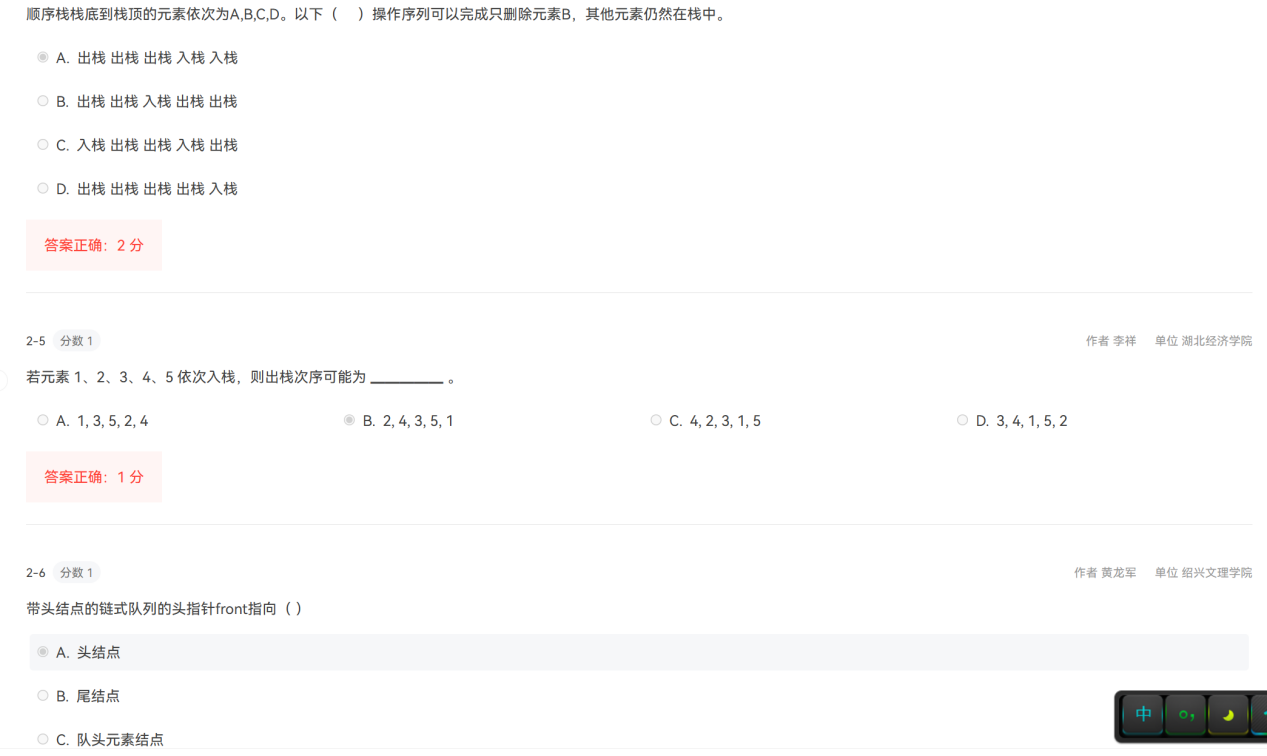 顺序栈栈底到栈顶的元素依次为A,B,C,D。以下（ ）操作序列可以完成只删除元素B，其他元素仍然在栈中。
A. 出栈 出栈 出栈 入栈 入栈
B. 出栈 出栈 入栈 出栈 出栈
C. 入栈 出栈 出栈 入栈 出栈
D. 出栈 出栈 出栈 出栈 入栈
答案正确：2 分
2-5 分数 1 作者 李祥 单位 湖北经济学院
若元素 1、2、3、4、5 依次入栈，则出栈次序可能为 __________ 。
A. 1, 3, 5, 2, 4 B. 2, 4, 3, 5, 1 C. 4, 2, 3, 1, 5 D. 3, 4, 1, 5, 2
答案正确：1 分
2-6 分数 1 作者 黄龙军 单位 绍兴文理学院
带头结点的链式队列的头指针front指向（ ）
A. 头结点
B. 尾结点
C. 队头元素结点
中